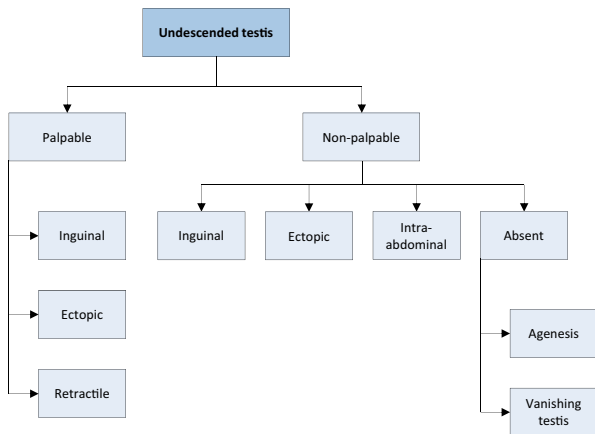 Undescended testis
Palpable
Non-palpable
Inguinal
Ectopic
Retractile
Inguinal
Ectopic
Intra-
abdominal
Absent
Agenesis
Vanishing
testis